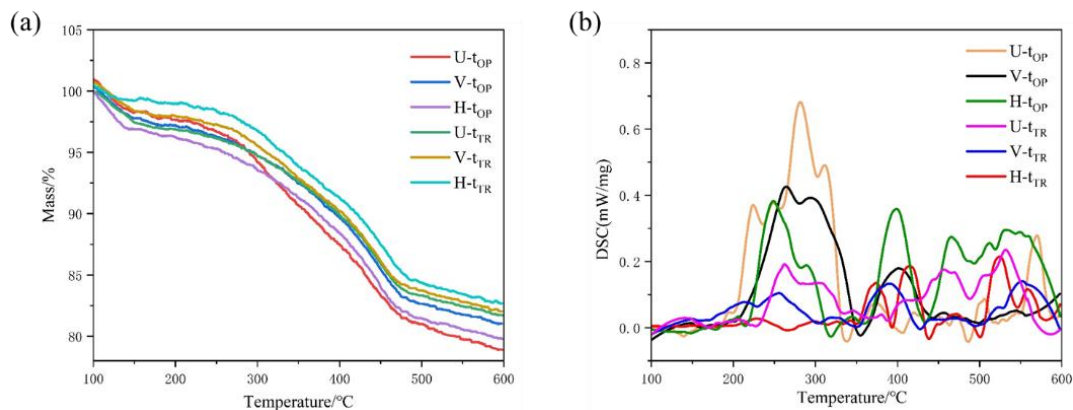 (a)
105
100
95
90
85
80
Mass/%
100
200
300
400
500
600
Temperature/°C
U-tOP
V-tOP
H-tOP
U-tTR
V-tTR
H-tTR
(b)
0.8
0.6
0.4
0.2
0.0
DSC(mW/mg)
100
200
300
400
500
600
Temperature/°C
U-tOP
V-tOP
H-tOP
U-tTR
V-tTR
H-tTR